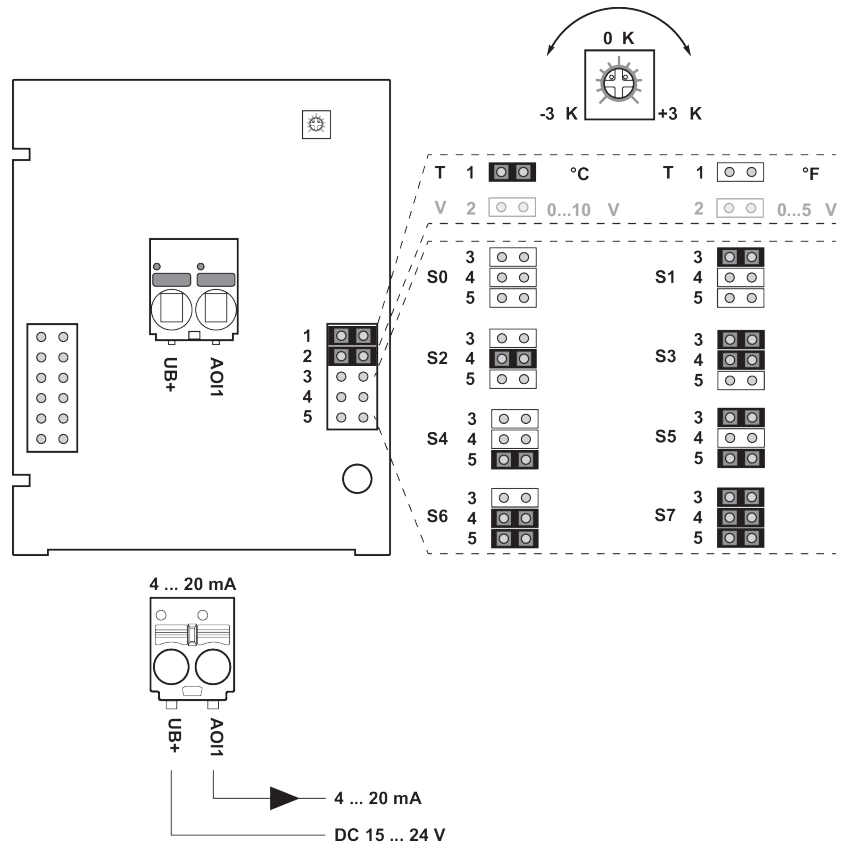 0 K
-3 K +3 K
T 1 °C T 1 °F
V 2 0...10 V 2 0...5 V
3 3
S0 4 S1 4
5 5
1
2
3
4
5
UB+ AOI1
3 3
S2 4 S3 4
5 5
3 3
S4 4 S5 4
5 5
3 3
S6 4 S7 4
5 5
4 ... 20 mA
UB+ AOI1
4 ... 20 mA
DC 15 ... 24 V